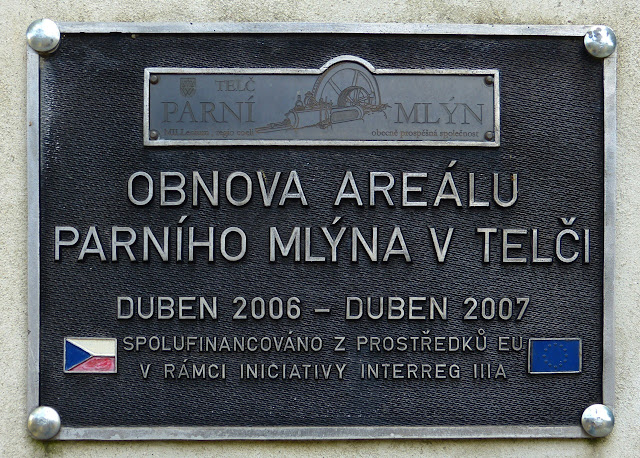 TELČ
PARNÍ MLÝN
obecně prospěšná společnost
OBNOVA AREÁLU
PARNÍHO MLÝNA V TELČI
DUBEN 2006 – DUBEN 2007
SPOLUFINANCOVÁNO Z PROSTŘEDKŮ EU
V RÁMCI INICIATIVY INTERREG IIIA